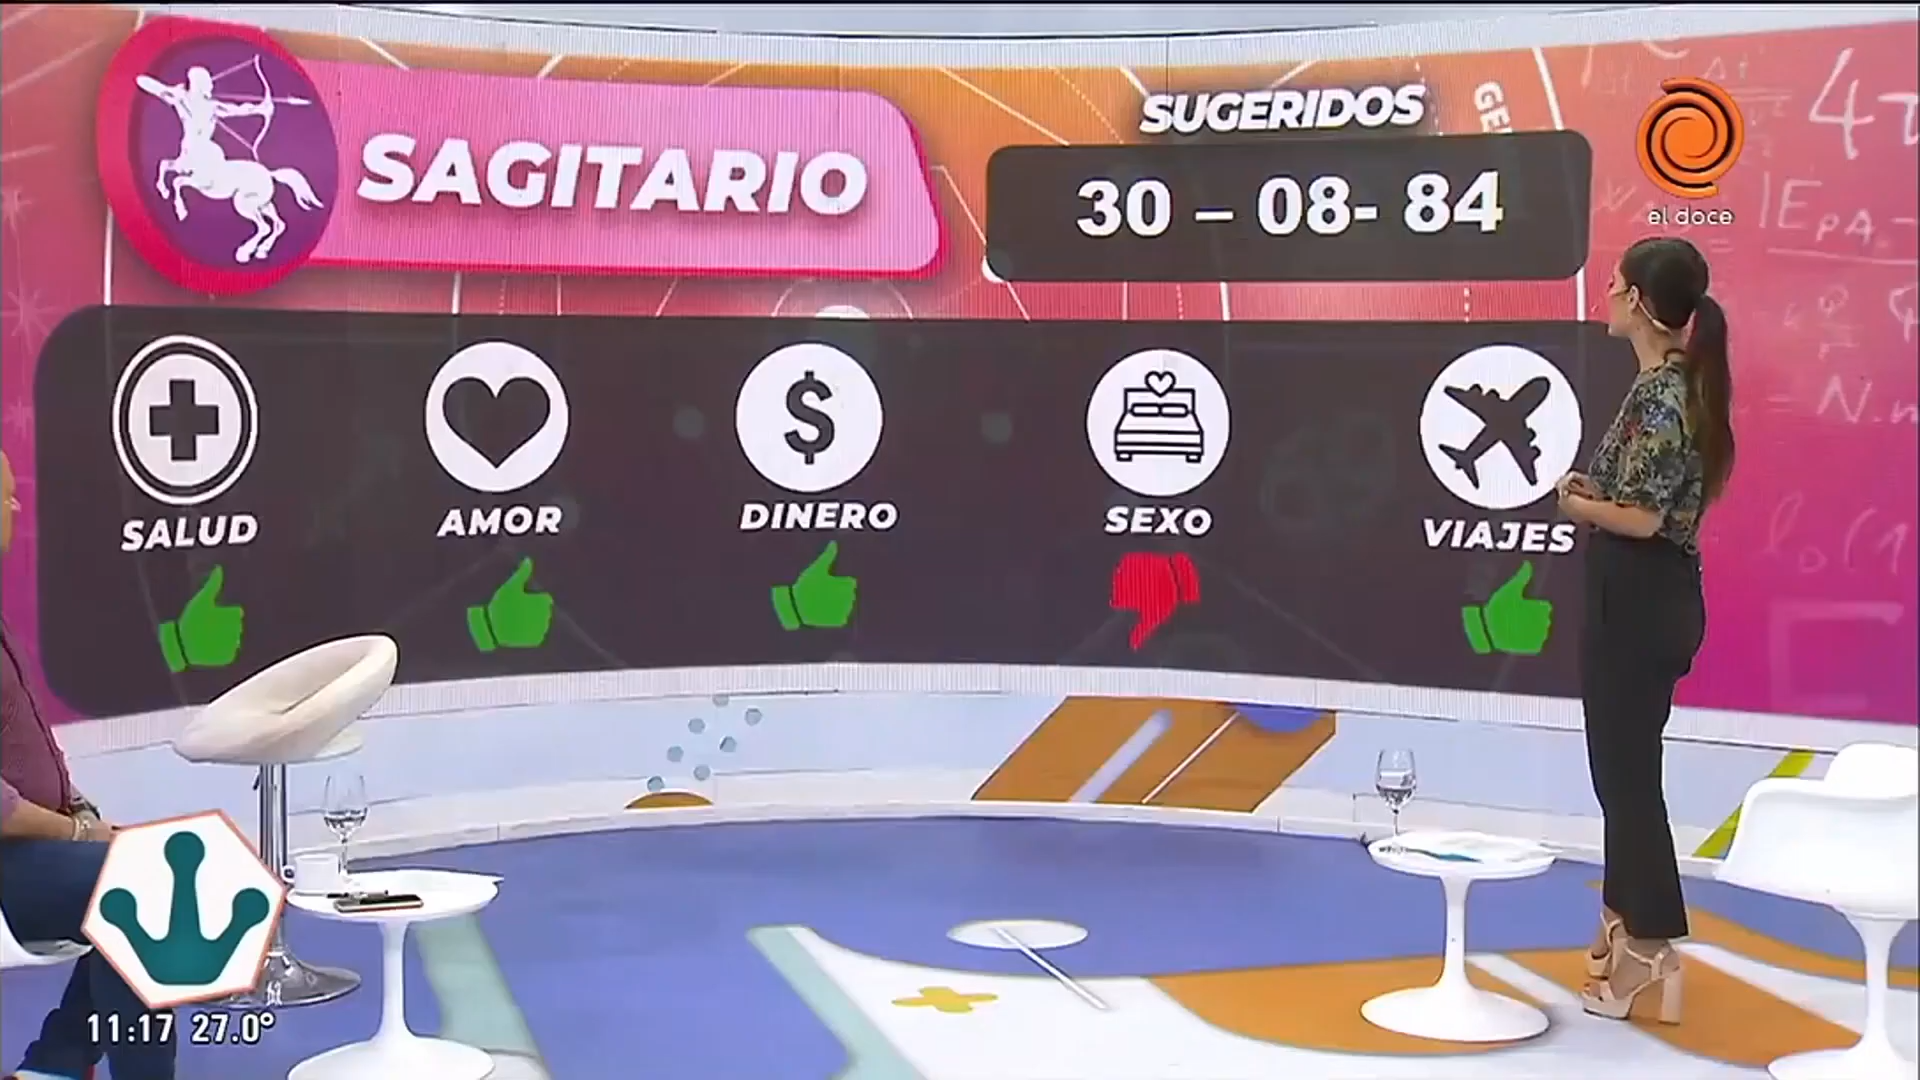 SAGITARIO
SUGERIDOS
30 – 08- 84
el doce
SALUD
AMOR
DINERO
SEXO
VIAJES
11:17 27.0°